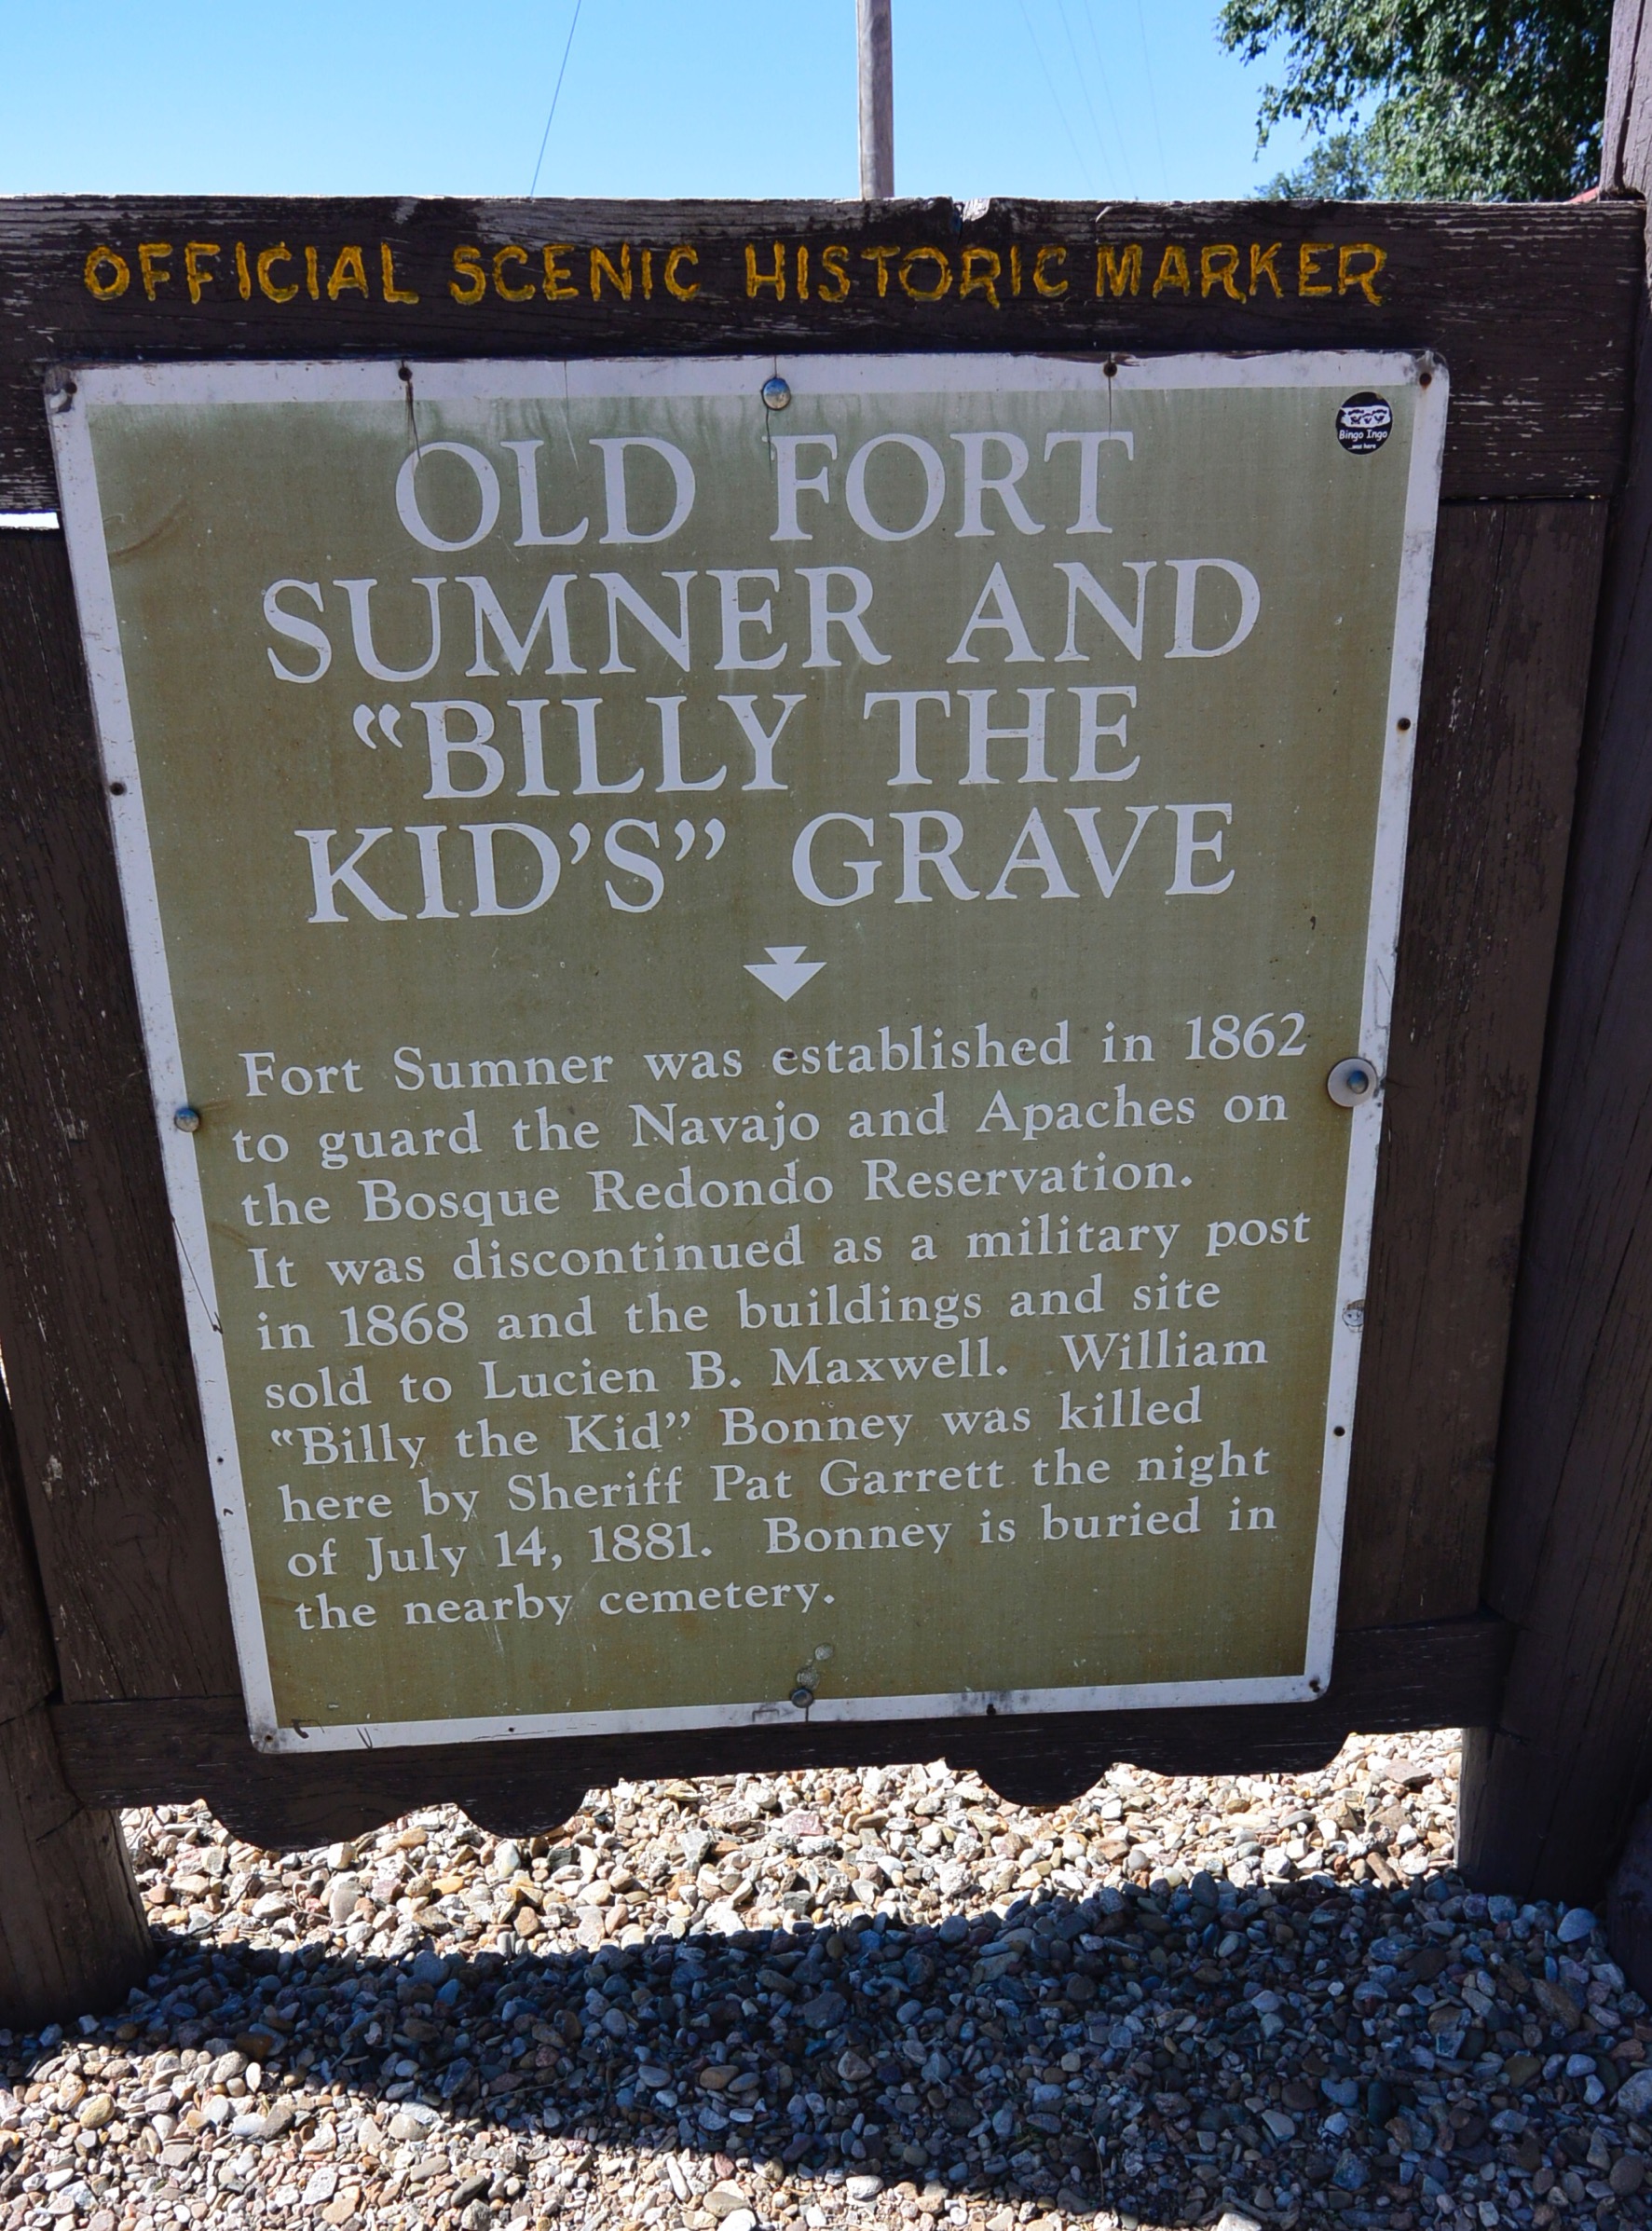 OFFICIAL SCENIC HISTORIC MARKER
Bingo Ingo
...was here
OLD FORT
SUMNER AND
“BILLY THE
KID’S” GRAVE
Fort Sumner was established in 1862
to guard the Navajo and Apaches on
the Bosque Redondo Reservation.
It was discontinued as a military post
in 1868 and the buildings and site
sold to Lucien B. Maxwell. William
“Billy the Kid” Bonney was killed
here by Sheriff Pat Garrett the night
of July 14, 1881. Bonney is buried in
the nearby cemetery.